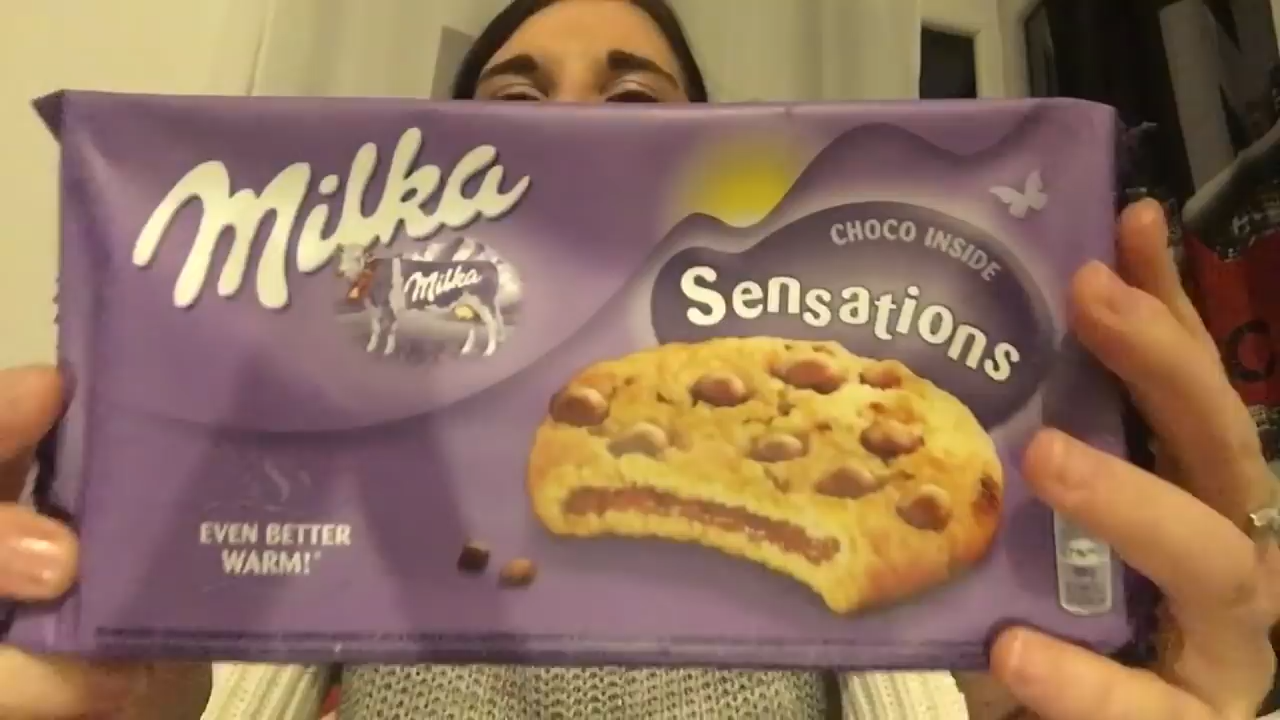 Milka
Milka
CHOCO INSIDE
Sensations
EVEN BETTER
WARM!*